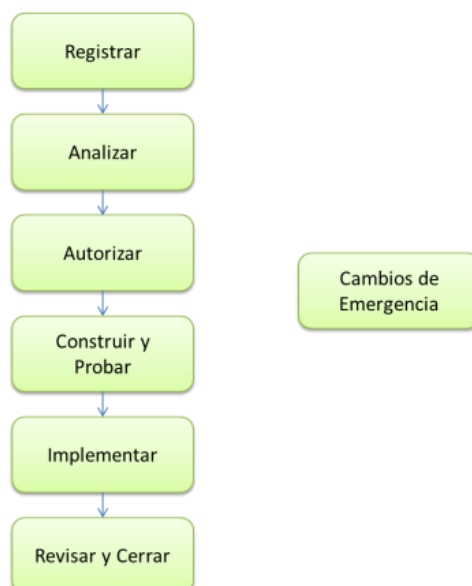 Registrar
Analizar
Autorizar
Construir y
Probar
Implementar
Revisar y Cerrar
Cambios de
Emergencia